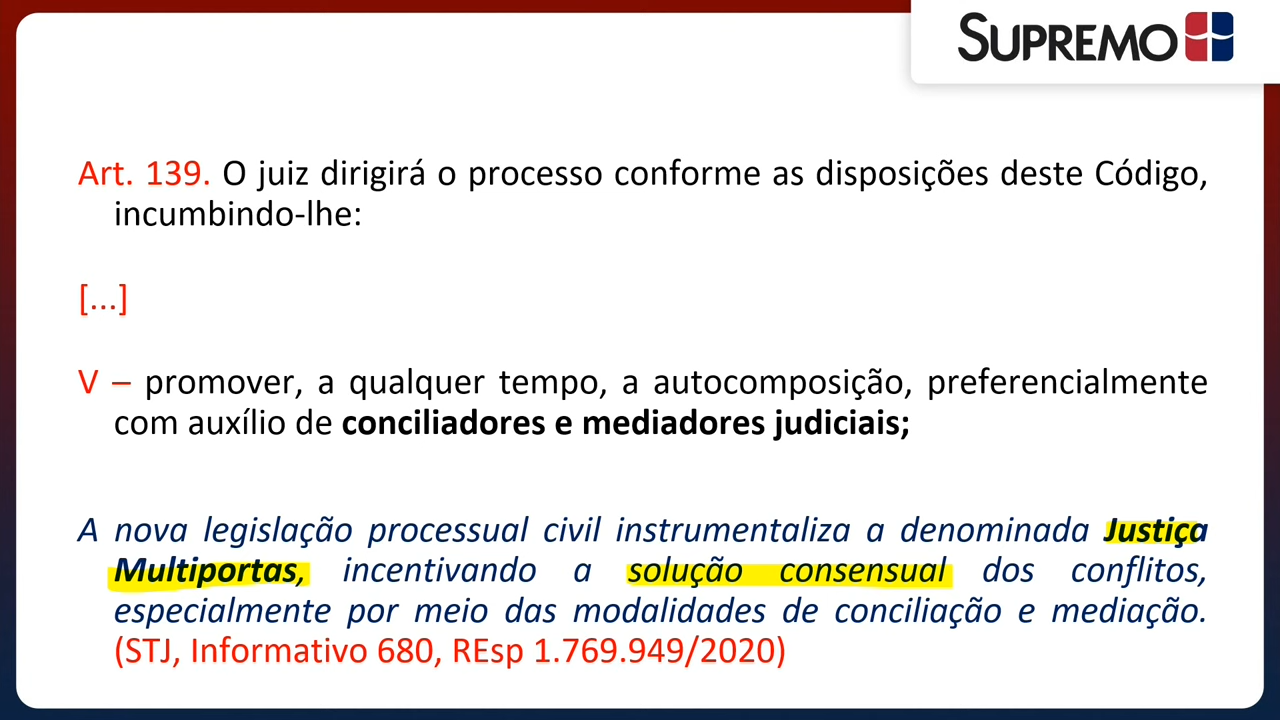 SUPREMO
Art. 139. O juiz dirigirá o processo conforme as disposições deste Código,
incumbindo-lhe:
[...]
V – promover, a qualquer tempo, a autocomposição, preferencialmente
com auxílio de conciliadores e mediadores judiciais;
A nova legislação processual civil instrumentaliza a denominada Justiça
Multiportas, incentivando a solução consensual dos conflitos,
especialmente por meio das modalidades de conciliação e mediação.
(STJ, Informativo 680, REsp 1.769.949/2020)